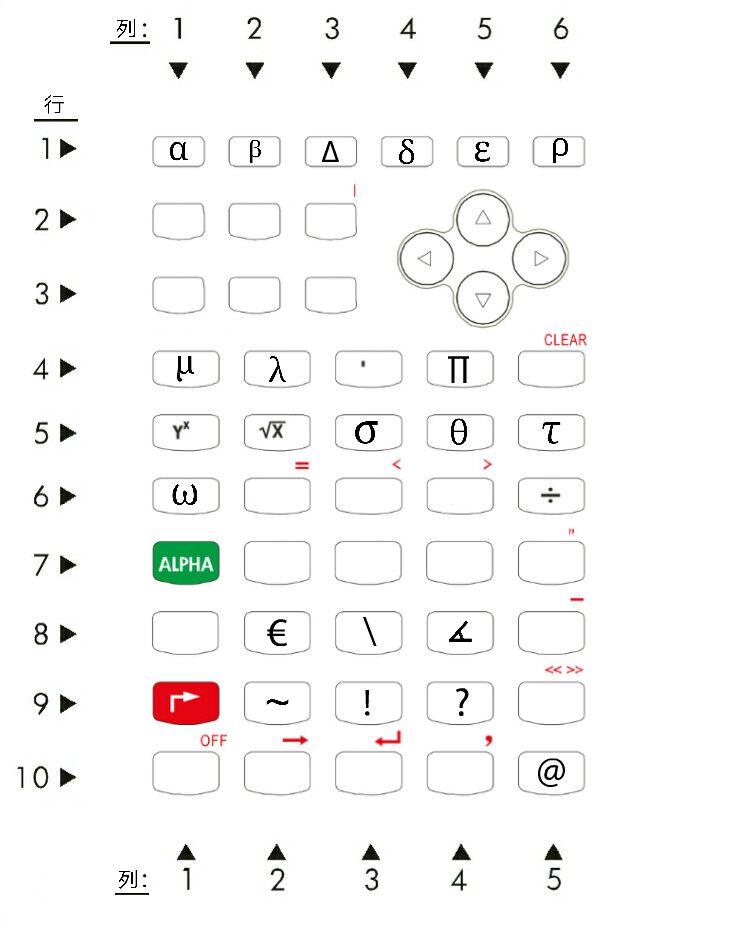 列: 1 2 3 4 5 6
行
1 α β Δ δ ε ρ
2
3
CLEAR
4 μ λ ' Π
5 Yˣ √X σ θ τ
= < >
6 ω ÷
"
7 ALPHA
_
8 € \ ∡
<< >>
9 ~ ! ?
OFF → ↵ ,
10 @
列: 1 2 3 4 5